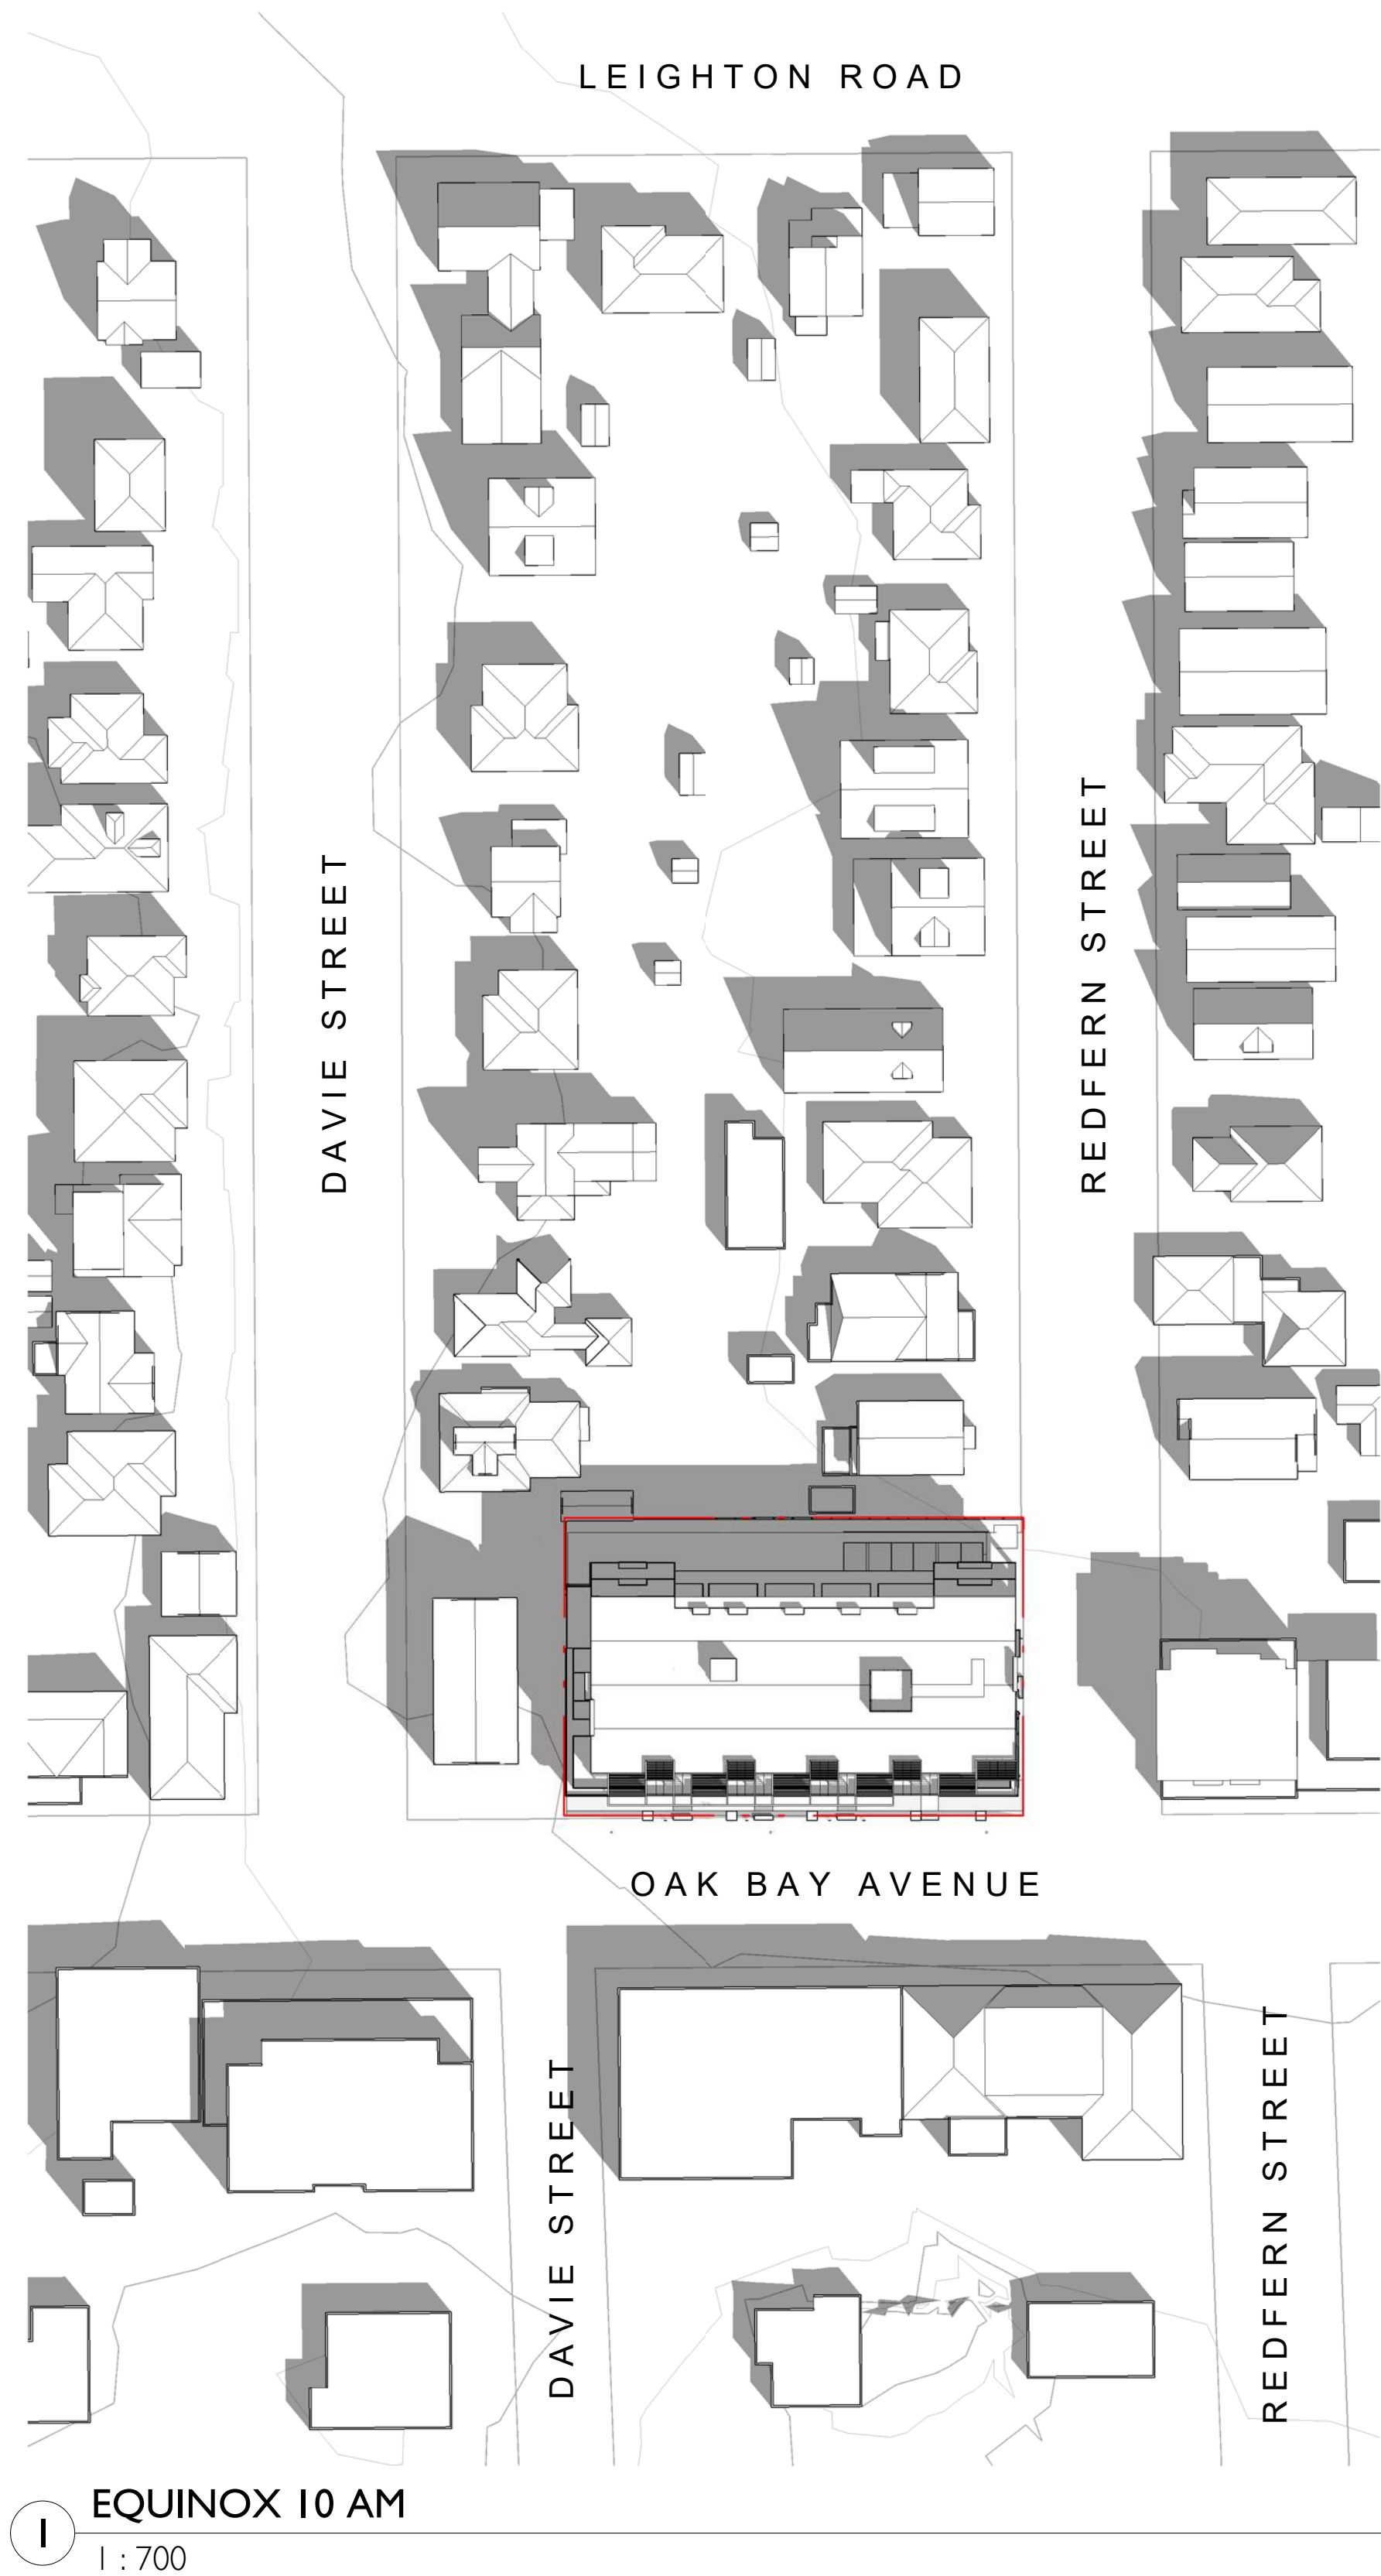 LEIGHTON ROAD
DAVIE STREET
REDFERN STREET
OAK BAY AVENUE
DAVIE STREET
REDFERN STREET
1 EQUINOX 10 AM
1 : 700